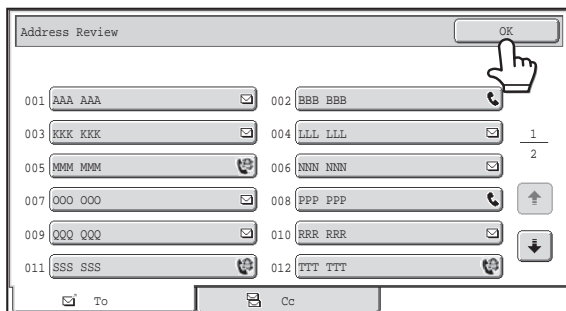 Address Review
OK
001 AAA AAA
002 BBB BBB
003 KKK KKK
004 LLL LLL
005 MMM MMM
006 NNN NNN
007 OOO OOO
008 PPP PPP
009 QQQ QQQ
010 RRR RRR
011 SSS SSS
012 TTT TTT
1
2
To
Cc